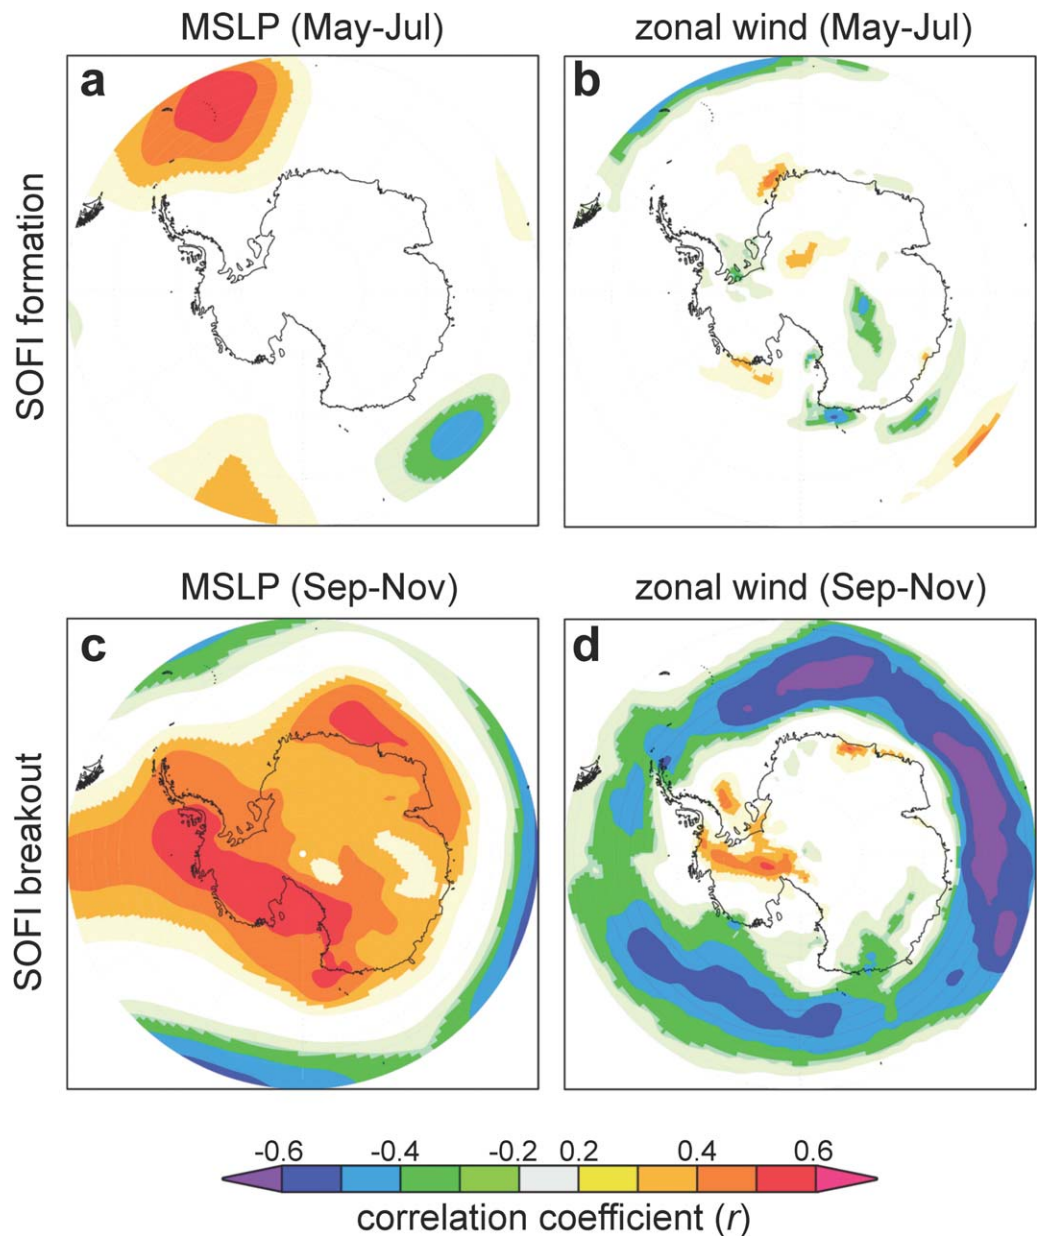 MSLP (May-Jul)
zonal wind (May-Jul)
a
b
SOFI formation
MSLP (Sep-Nov)
zonal wind (Sep-Nov)
c
d
SOFI breakout
-0.6 -0.4 -0.2 0.2 0.4 0.6
correlation coefficient (r)